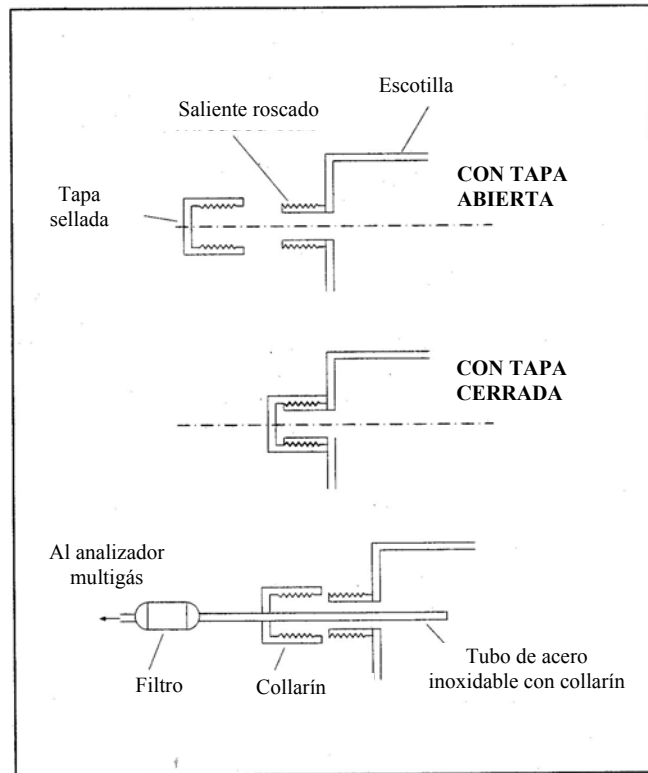 Escotilla
Saliente roscado
CON TAPA
ABIERTA
Tapa
sellada
CON TAPA
CERRADA
Al analizador
multigás
Filtro
Collarín
Tubo de acero
inoxidable con collarín